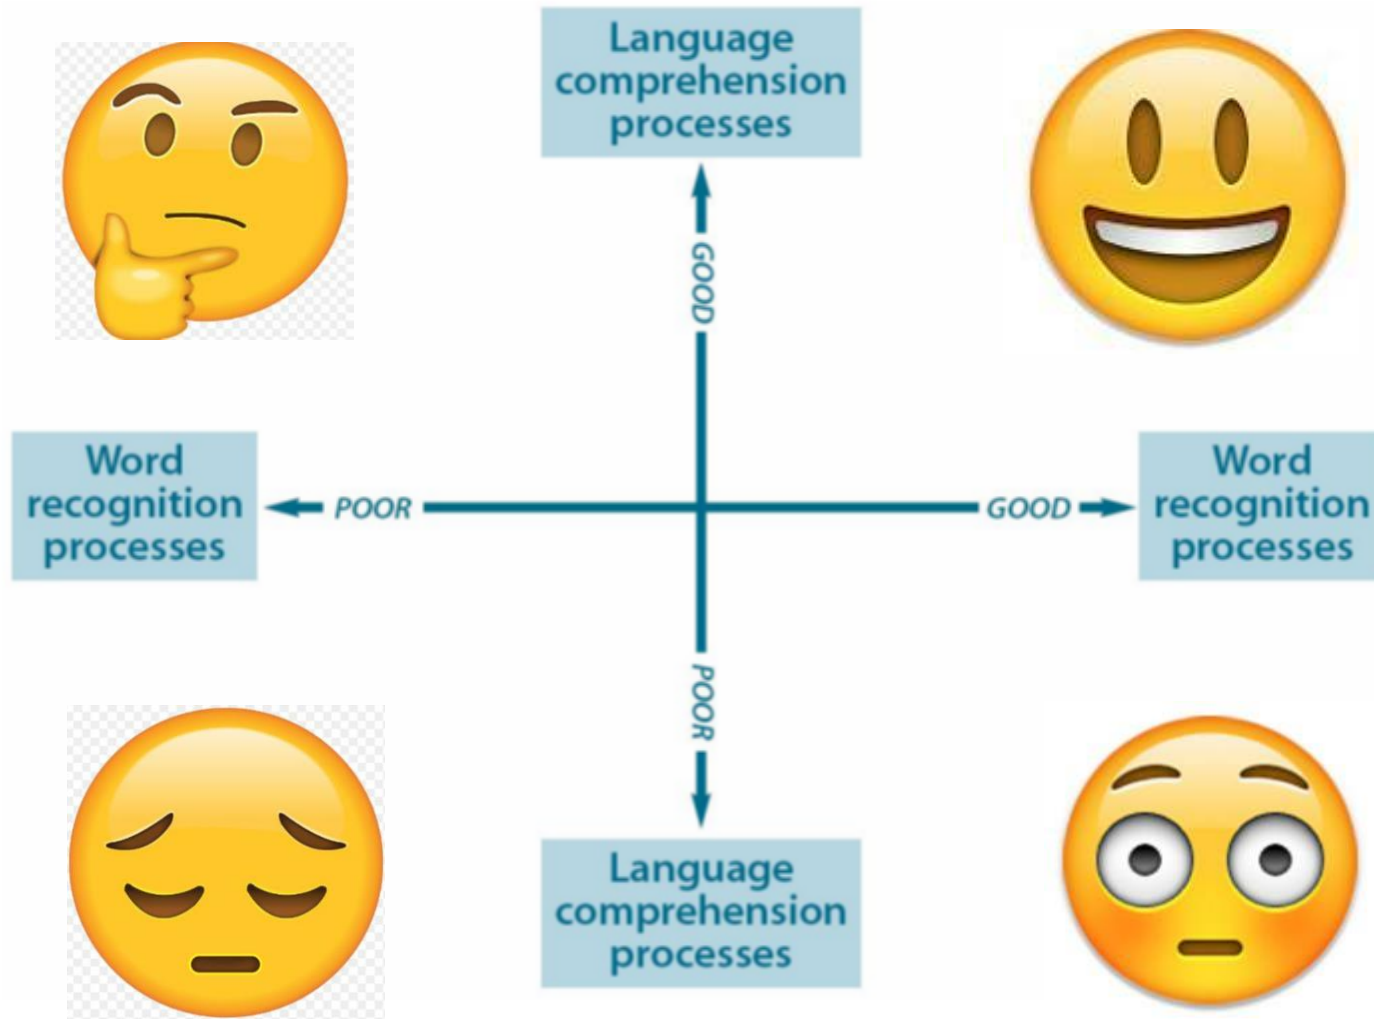 Language
comprehension
processes
GOOD
Word
recognition
processes
POOR
GOOD
Word
recognition
processes
POOR
Language
comprehension
processes